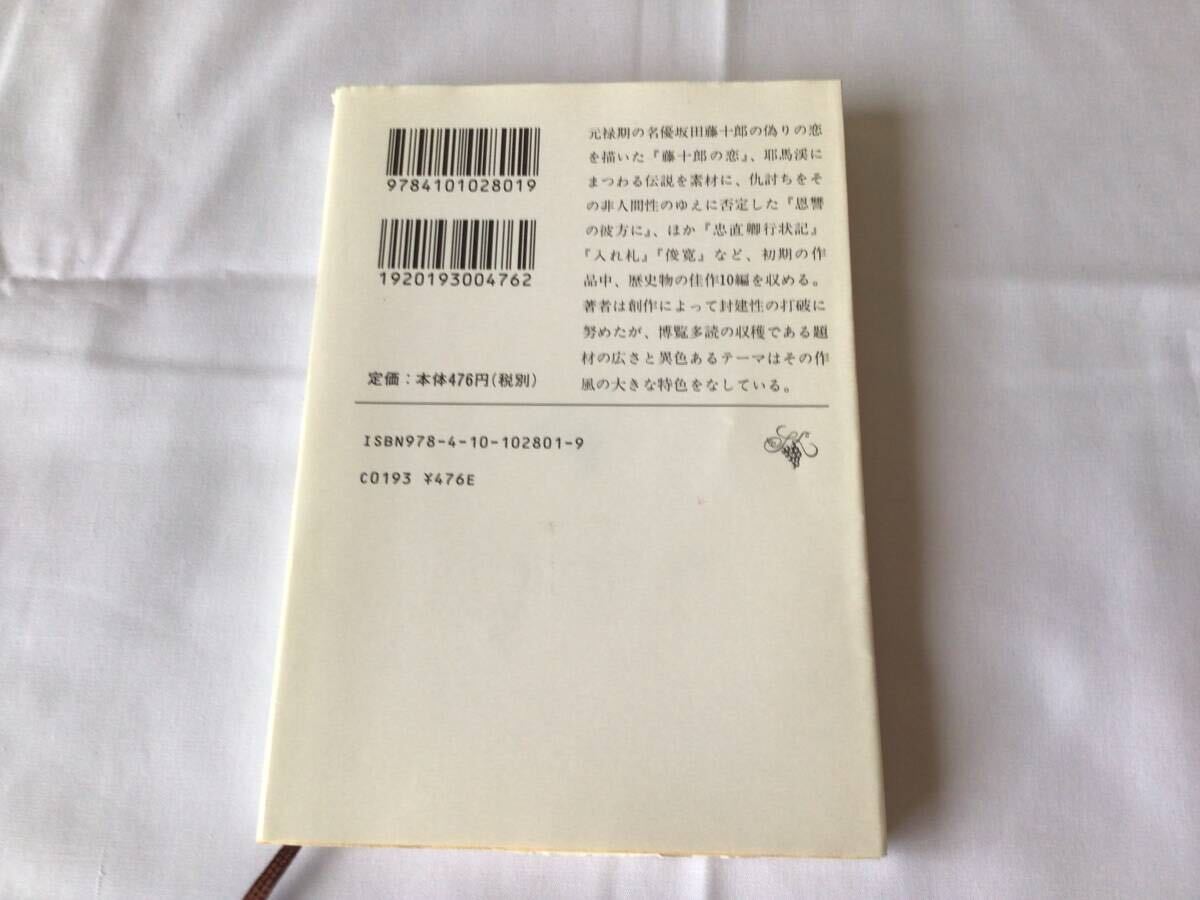 9784101028019
1920193004762
定価：本体476円（税別）
元禄期の名優坂田藤十郎の偽りの恋
を描いた『藤十郎の恋』、耶馬渓に
まつわる伝説を素材に、仇討ちをそ
の非人間性のゆえに否定した『恩讐
の彼方に』、ほか『忠直卿行状記』
『入れ札』『俊寛』など、初期の作
品中、歴史物の佳作10編を収める。
著者は創作によって封建性の打破に
努めたが、博覧多読の収穫である題
材の広さと異色あるテーマはその作
風の大きな特色をなしている。
ISBN978-4-10-102801-9
C0193 ¥476E